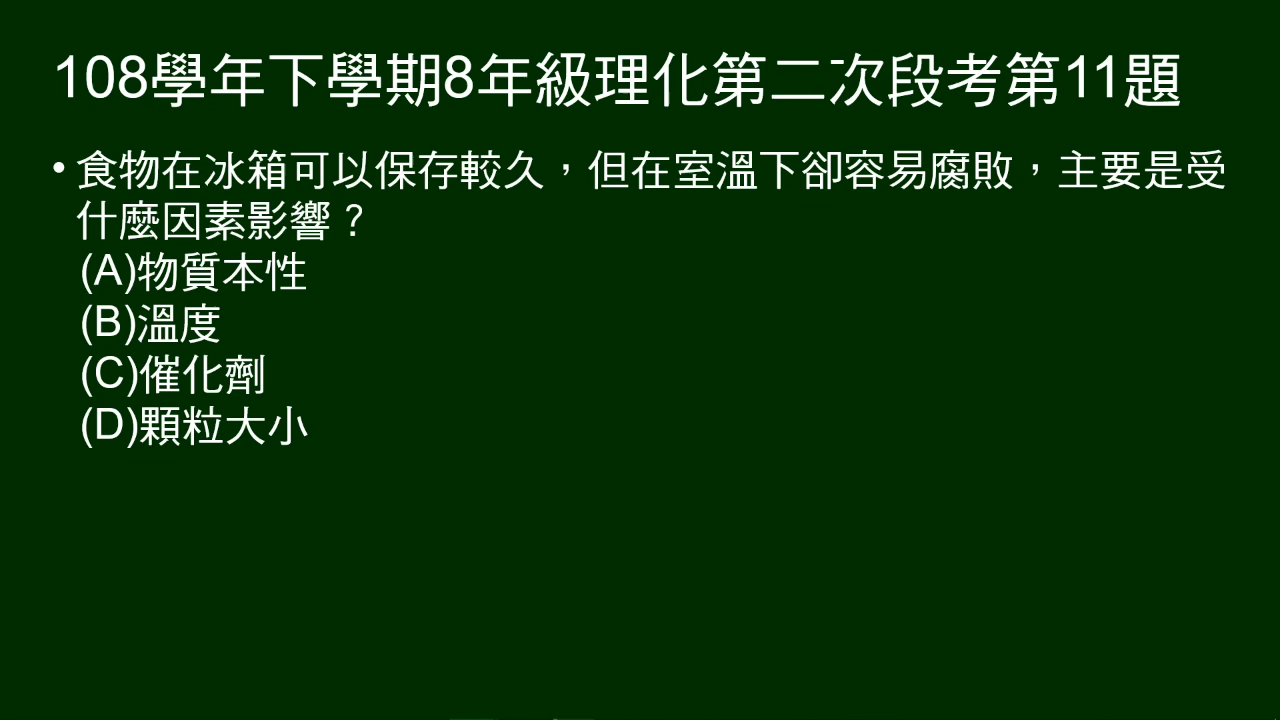 108學年下學期8年級理化第二次段考第11題
• 食物在冰箱可以保存較久，但在室溫下卻容易腐敗，主要是受
什麼因素影響？
(A)物質本性
(B)溫度
(C)催化劑
(D)顆粒大小